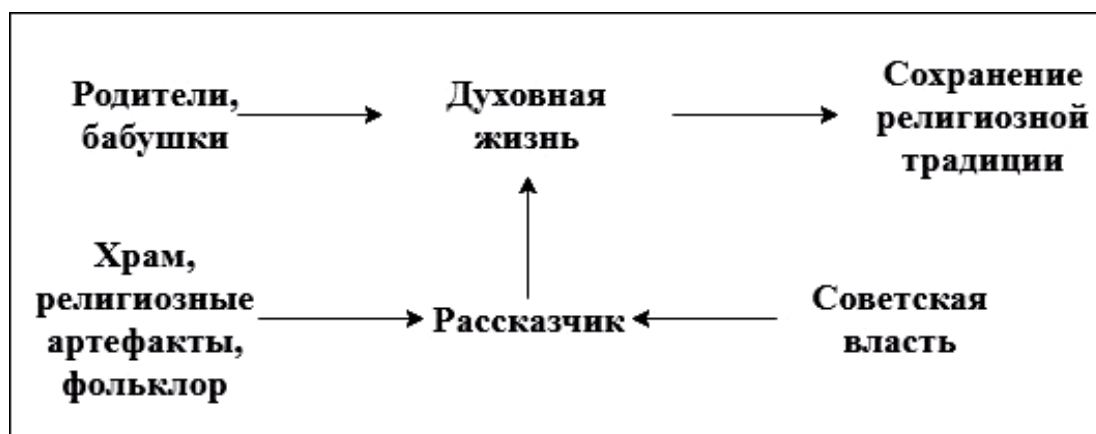 Родители,
бабушки
Духовная
жизнь
Сохранение
религиозной
традиции
Храм,
религиозные
артефакты,
фольклор
Рассказчик
Советская
власть